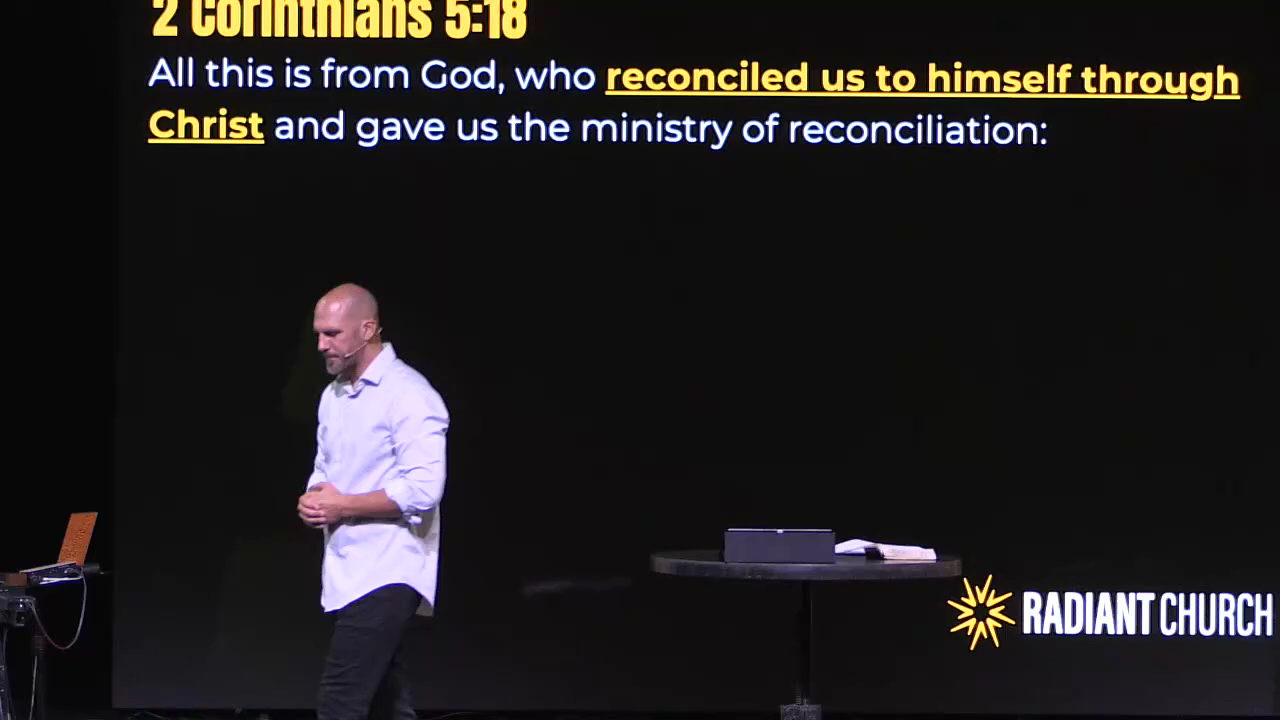 2 Corinthians 5:18
All this is from God, who reconciled us to himself through
Christ and gave us the ministry of reconciliation:
RADIANT CHURCH